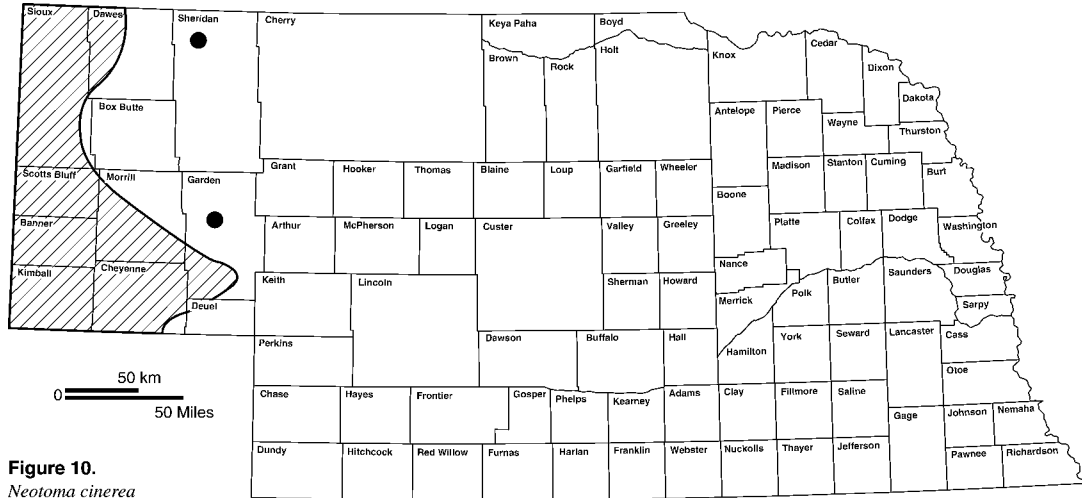 Sioux Dawes Sheridan Cherry Keya Paha Boyd
Brown Rock Holt Knox Cedar Dixon
Dakota
Box Butte Antelope Pierce Wayne Thurston
Scotts Bluff Morrill Garden Grant Hooker Thomas Blaine Loup Garfield Wheeler Madison Stanton Cuming Burt
Boone
Banner Arthur McPherson Logan Custer Valley Greeley Platte Colfax Dodge Washington
Kimball Cheyenne Keith Lincoln Sherman Howard Nance Butler Saunders Douglas
Deuel Merrick Polk Sarpy
Perkins Dawson Buffalo Hall Hamilton York Seward Lancaster Cass
50 km
0
50 Miles
Otoe
Chase Hayes Frontier Gosper Phelps Kearney Adams Clay Fillmore Saline
Gage Johnson Nemaha
Dundy Hitchcock Red Willow Furnas Harlan Franklin Webster Nuckolls Thayer Jefferson Pawnee Richardson
Figure 10.
Neotoma cinerea